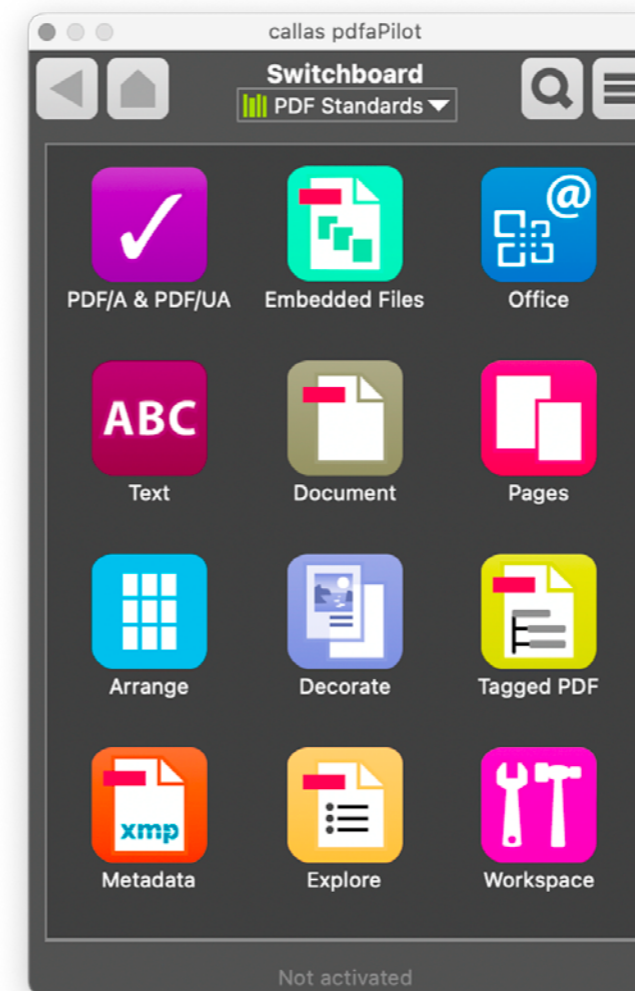 callas pdfaPilot
Switchboard
PDF Standards
@
PDF/A & PDF/UA
Embedded Files
Office
ABC
Text
Document
Pages
Arrange
Decorate
Tagged PDF
xmp
Metadata
Explore
Workspace
Not activated